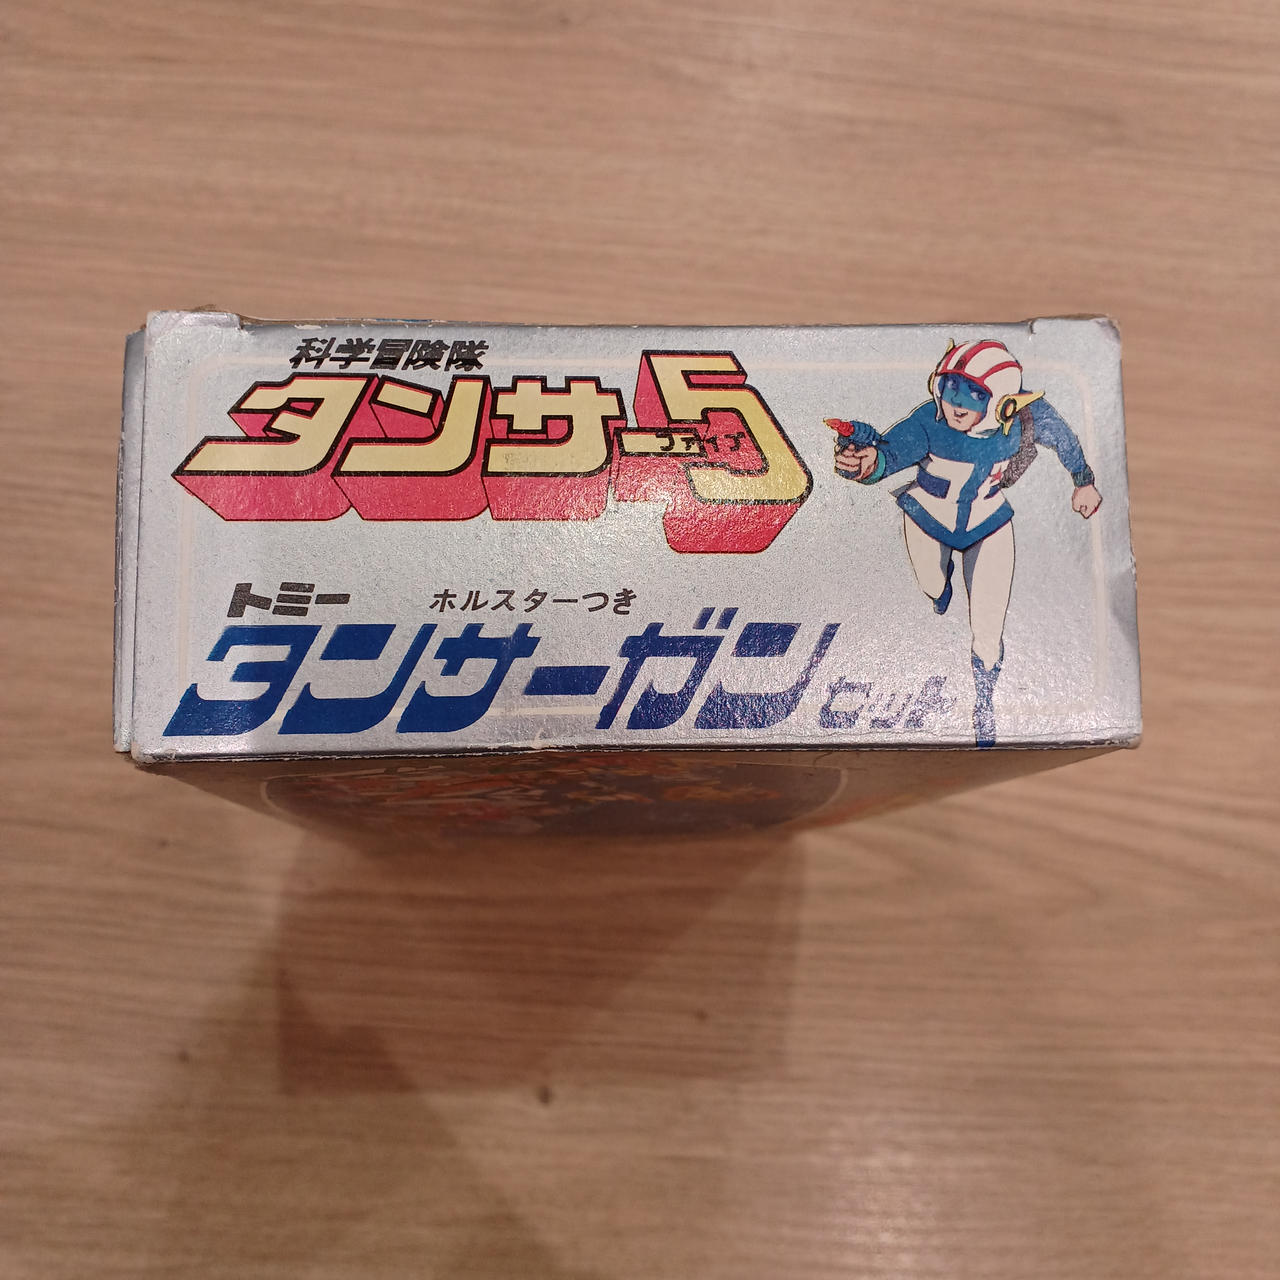 科学冒険隊
タンサー5
ファイブ
トミー ホルスターつき
タンサーガンセット